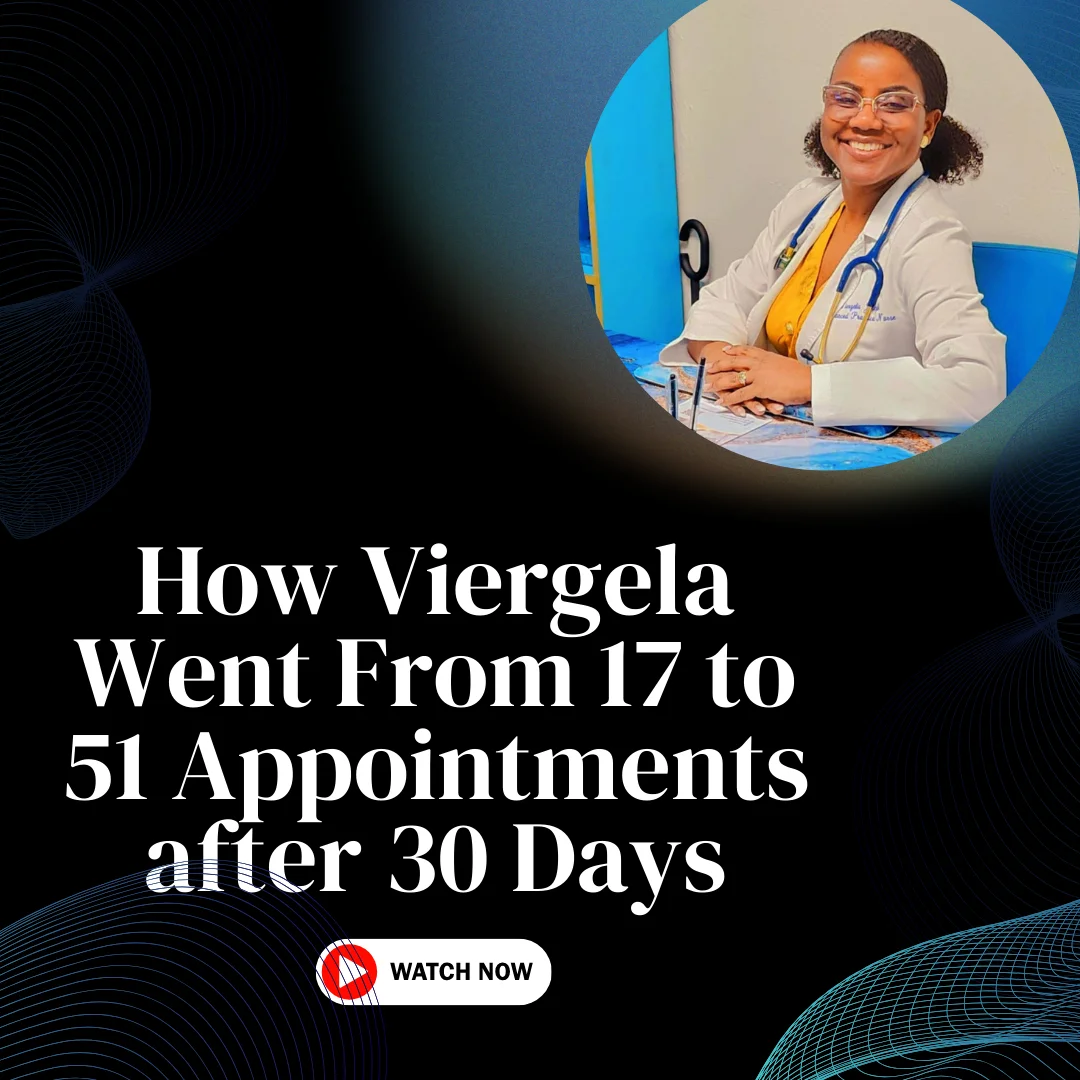 How Viergela
Went From 17 to
51 Appointments
after 30 Days
WATCH NOW